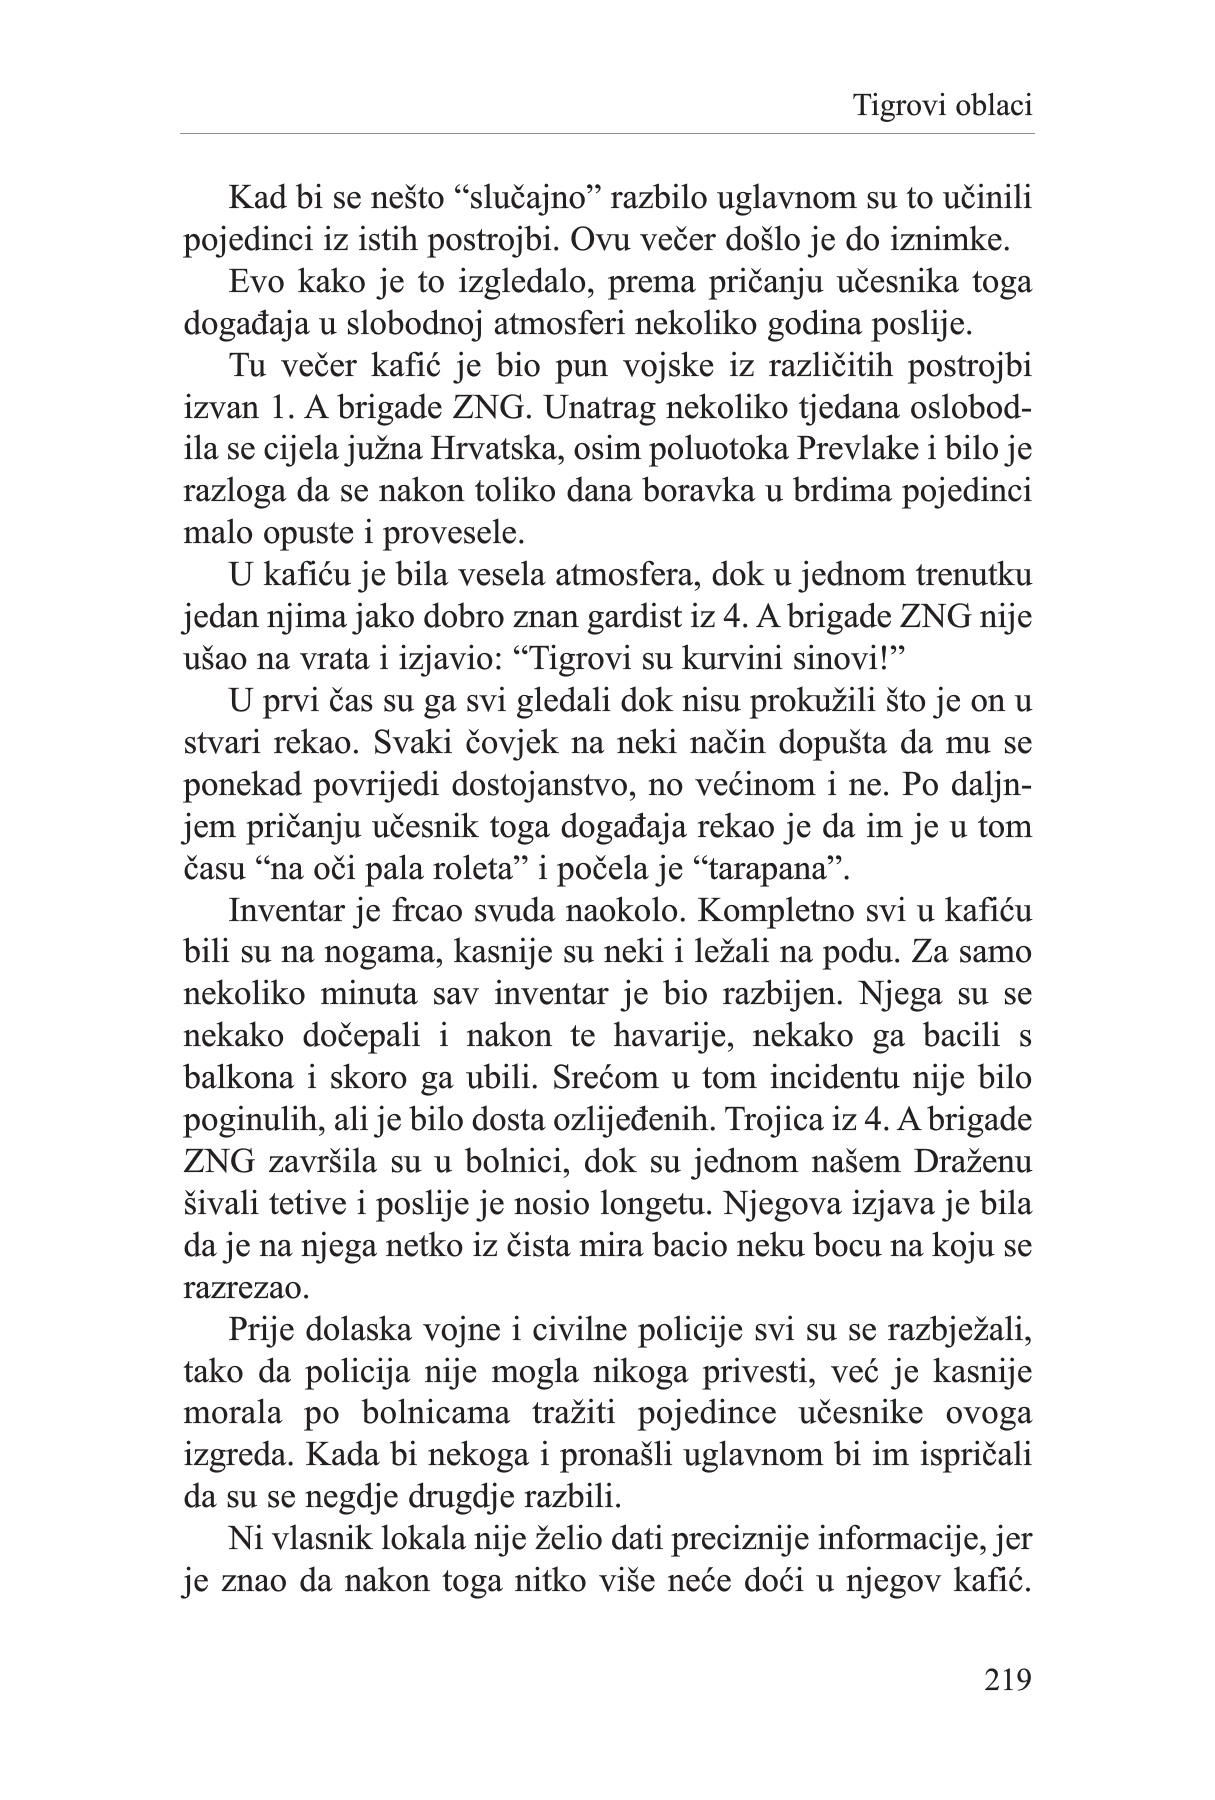 Tigrovi oblaci
Kad bi se nešto “slučajno” razbilo uglavnom su to učinili
pojedinci iz istih postrojbi. Ovu večer došlo je do iznimke.
Evo kako je to izgledalo, prema pričanju učesnika toga
događaja u slobodnoj atmosferi nekoliko godina poslije.
Tu večer kafić je bio pun vojske iz različitih postrojbi
izvan 1. A brigade ZNG. Unatrag nekoliko tjedana oslobod-
ila se cijela južna Hrvatska, osim poluotoka Prevlake i bilo je
razloga da se nakon toliko dana boravka u brdima pojedinci
malo opuste i provesele.
U kafiću je bila vesela atmosfera, dok u jednom trenutku
jedan njima jako dobro znan gardist iz 4. A brigade ZNG nije
ušao na vrata i izjavio: “Tigrovi su kurvini sinovi!”
U prvi čas su ga svi gledali dok nisu prokužili što je on u
stvari rekao. Svaki čovjek na neki način dopušta da mu se
ponekad povrijedi dostojanstvo, no većinom i ne. Po daljn-
jem pričanju učesnik toga događaja rekao je da im je u tom
času “na oči pala roleta” i počela je “tarapana”.
Inventar je frcao svuda naokolo. Kompletno svi u kafiću
bili su na nogama, kasnije su neki i ležali na podu. Za samo
nekoliko minuta sav inventar je bio razbijen. Njega su se
nekako dočepali i nakon te havarije, nekako ga bacili s
balkona i skoro ga ubili. Srećom u tom incidentu nije bilo
poginulih, ali je bilo dosta ozlijeđenih. Trojica iz 4. A brigade
ZNG završila su u bolnici, dok su jednom našem Draženu
šivali tetive i poslije je nosio longetu. Njegova izjava je bila
da je na njega netko iz čista mira bacio neku bocu na koju se
razrezao.
Prije dolaska vojne i civilne policije svi su se razbježali,
tako da policija nije mogla nikoga privesti, već je kasnije
morala po bolnicama tražiti pojedince učesnike ovoga
izgreda. Kada bi nekoga i pronašli uglavnom bi im ispričali
da su se negdje drugdje razbili.
Ni vlasnik lokala nije želio dati preciznije informacije, jer
je znao da nakon toga nitko više neće doći u njegov kafić.
219